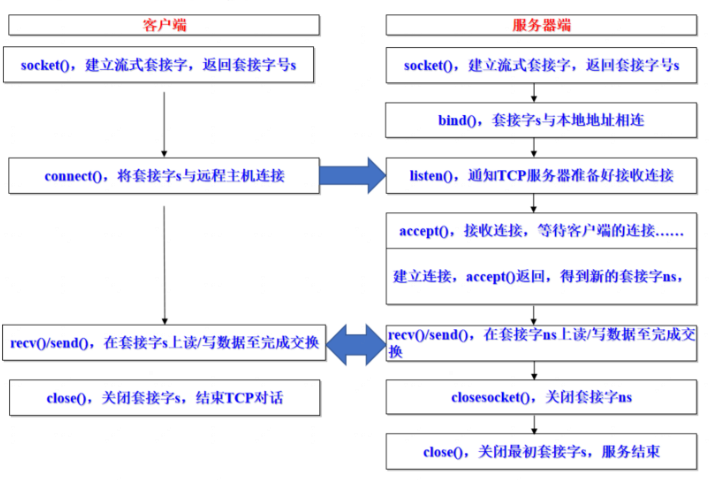 客户端
socket()，建立流式套接字，返回套接字号s
connect()，将套接字s与远程主机连接
recv()/send()，在套接字s上读/写数据至完成交换
close()，关闭套接字s，结束TCP对话
服务器端
socket()，建立流式套接字，返回套接字号s
bind()，套接字s与本地地址相连
listen()，通知TCP服务器准备好接收连接
accept()，接收连接，等待客户端的连接……
建立连接，accept()返回，得到新的套接字ns，
recv()/send()，在套接字ns上读/写数据至完成交
换
closesocket()，关闭套接字ns
close()，关闭最初套接字s，服务结束